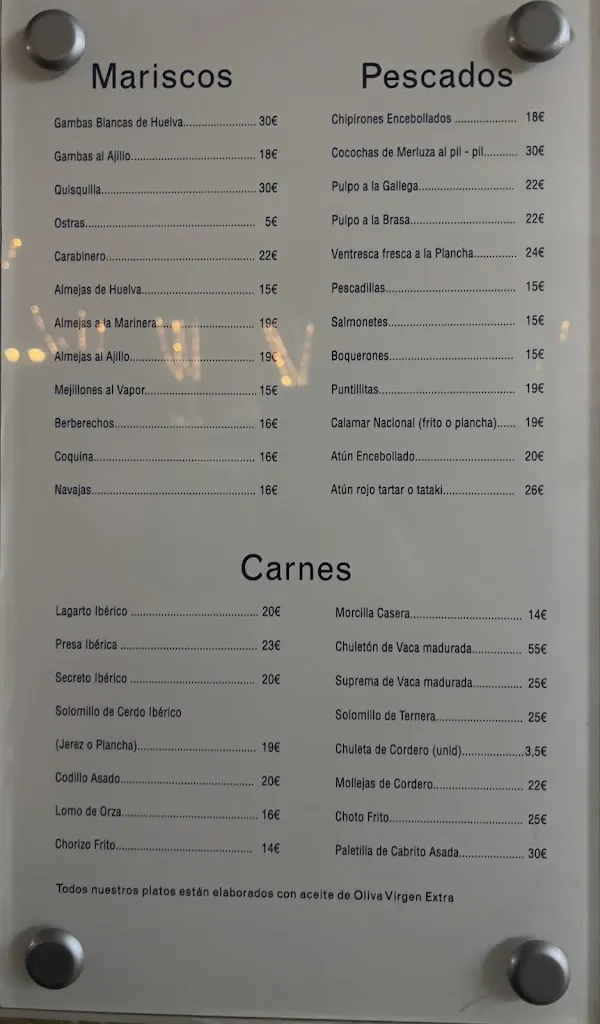 Mariscos
Gambas Blancas de Huelva........................ 30€
Gambas al Ajillo.......................................... 18€
Quisquilla.................................................... 30€
Ostras......................................................... 5€
Carabinero.................................................. 22€
Almejas de Huelva...................................... 15€
Almejas a la Marinera................................. 19€
Almejas al Ajillo.......................................... 19€
Mejillones al Vapor..................................... 15€
Berberechos............................................... 16€
Coquina...................................................... 16€
Navajas....................................................... 16€
Pescados
Chipirones Encebollados .................... 18€
Cocochas de Merluza al pil - pil........... 30€
Pulpo a la Gallega................................ 22€
Pulpo a la Brasa................................... 22€
Ventresca fresca a la Plancha.............. 24€
Pescadillas........................................... 15€
Salmonetes.......................................... 15€
Boquerones.......................................... 15€
Puntillitas.............................................. 19€
Calamar Nacional (frito o plancha)...... 19€
Atún Encebollado................................. 20€
Atún rojo tartar o tataki........................ 26€
Carnes
Lagarto Ibérico .......................................... 20€
Presa Ibérica ............................................. 23€
Secreto Ibérico .......................................... 20€
Solomillo de Cerdo Ibérico
(Jerez o Plancha)....................................... 19€
Codillo Asado............................................. 20€
Lomo de Orza............................................. 16€
Chorizo Frito.............................................. 14€
Morcilla Casera..................................... 14€
Chuletón de Vaca madurada................ 55€
Suprema de Vaca madurada................ 25€
Solomillo de Ternera............................. 25€
Chuleta de Cordero (unid)....................3,5€
Mollejas de Cordero.............................. 22€
Choto Frito............................................ 25€
Paletilla de Cabrito Asada..................... 30€
Todos nuestros platos están elaborados con aceite de Oliva Virgen Extra